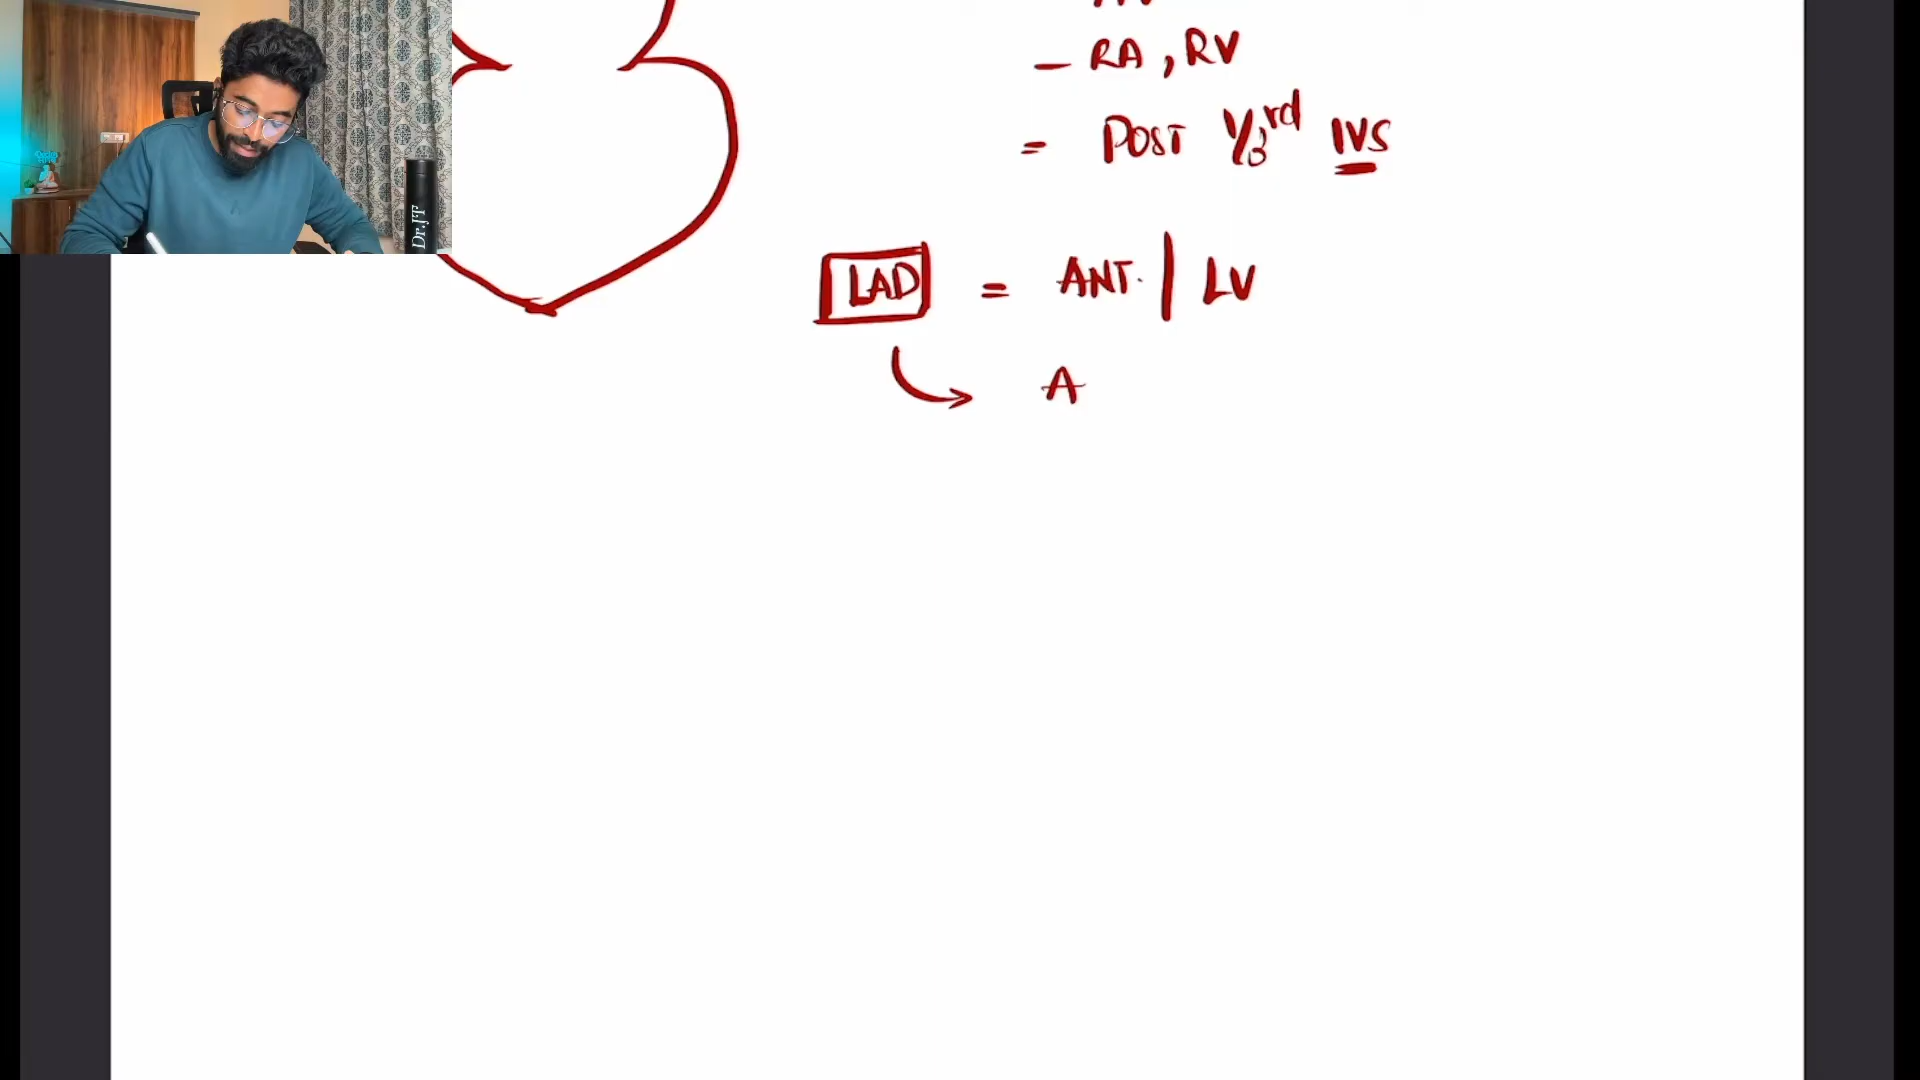 - RA, RV
= POST 1/3rd IVS
LAD = ANT. | LV
→ A
Dr.JT